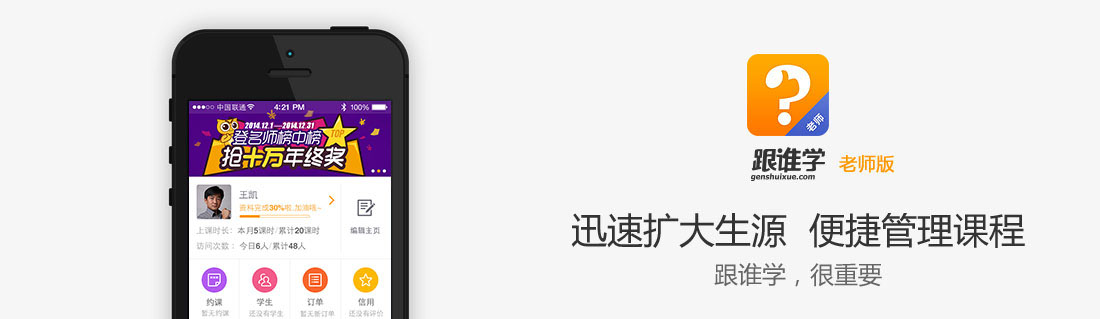 中国联通
4:21 PM
100%
2014.12.1—2014.12.31
登名师榜中榜
TOP
抢十万年终奖
王凯
资料完成30%啦,加油哦~
上课时长: 本月5课时/累计20课时
访问次数: 今日6人/累计48人
编辑主页
约课
暂无约课
学生
还没有学生
订单
暂无新订单
信用
还没有评价
?
老师
跟谁学
genshuixue.com
老师版
迅速扩大生源 便捷管理课程
跟谁学，很重要